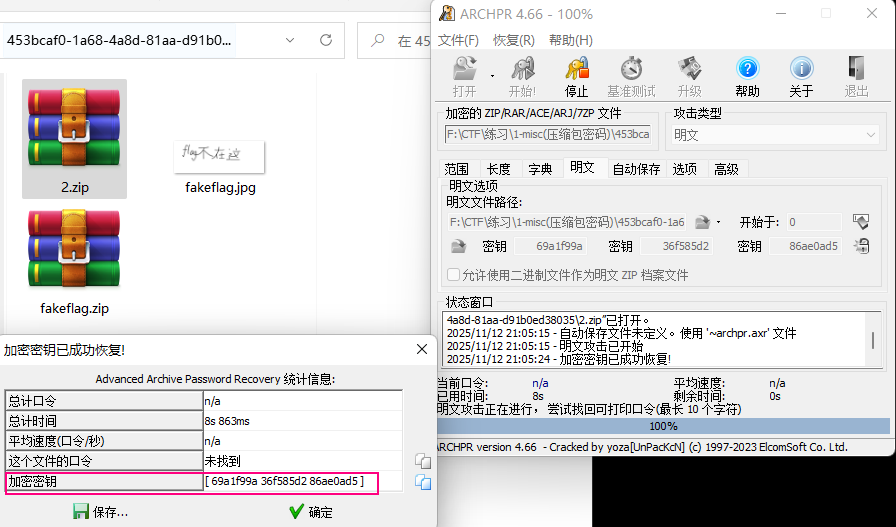 453bcaf0-1a68-4a8d-81aa-d91b0...
在 45
2.zip
flag不在这
fakeflag.jpg
fakeflag.zip
ARCHPR 4.66 - 100%
文件(F) 恢复(R) 帮助(H)
打开 开始! 停止 基准测试 升级 帮助 关于 退出
加密的 ZIP/RAR/ACE/ARJ/7ZP 文件
攻击类型
F:\CTF\练习\1-misc(压缩包密码)\453bca
明文
范围 长度 字典 明文 自动保存 选项 高级
明文选项
明文文件路径:
F:\CTF\练习\1-misc(压缩包密码)\453bcaf0-1a6
开始于: 0
密钥 69a1f99a 密钥 36f585d2 密钥 86ae0ad5
允许使用二进制文件作为明文 ZIP 档案文件
状态窗口
4a8d-81aa-d91b0ed38035\2.zip"已打开。
2025/11/12 21:05:15 - 自动保存文件未定义。使用 '~archpr.axr' 文件
2025/11/12 21:05:15 - 明文攻击已开始
2025/11/12 21:05:24 - 加密密钥已成功恢复!
当前口令: n/a 平均速度: n/a
已用时间: 8s 剩余时间: 0s
明文攻击正在进行，尝试找回可打印口令(最长 10 个字符)
100%
ARCHPR version 4.66 - Cracked by yoza[UnPacKcN] (c) 1997-2023 ElcomSoft Co. Ltd.
加密密钥已成功恢复!
Advanced Archive Password Recovery 统计信息:
总计口令 n/a
总计时间 8s 863ms
平均速度(口令/秒) n/a
这个文件的口令 未找到
加密密钥 [ 69a1f99a 36f585d2 86ae0ad5 ]
保存... 确定